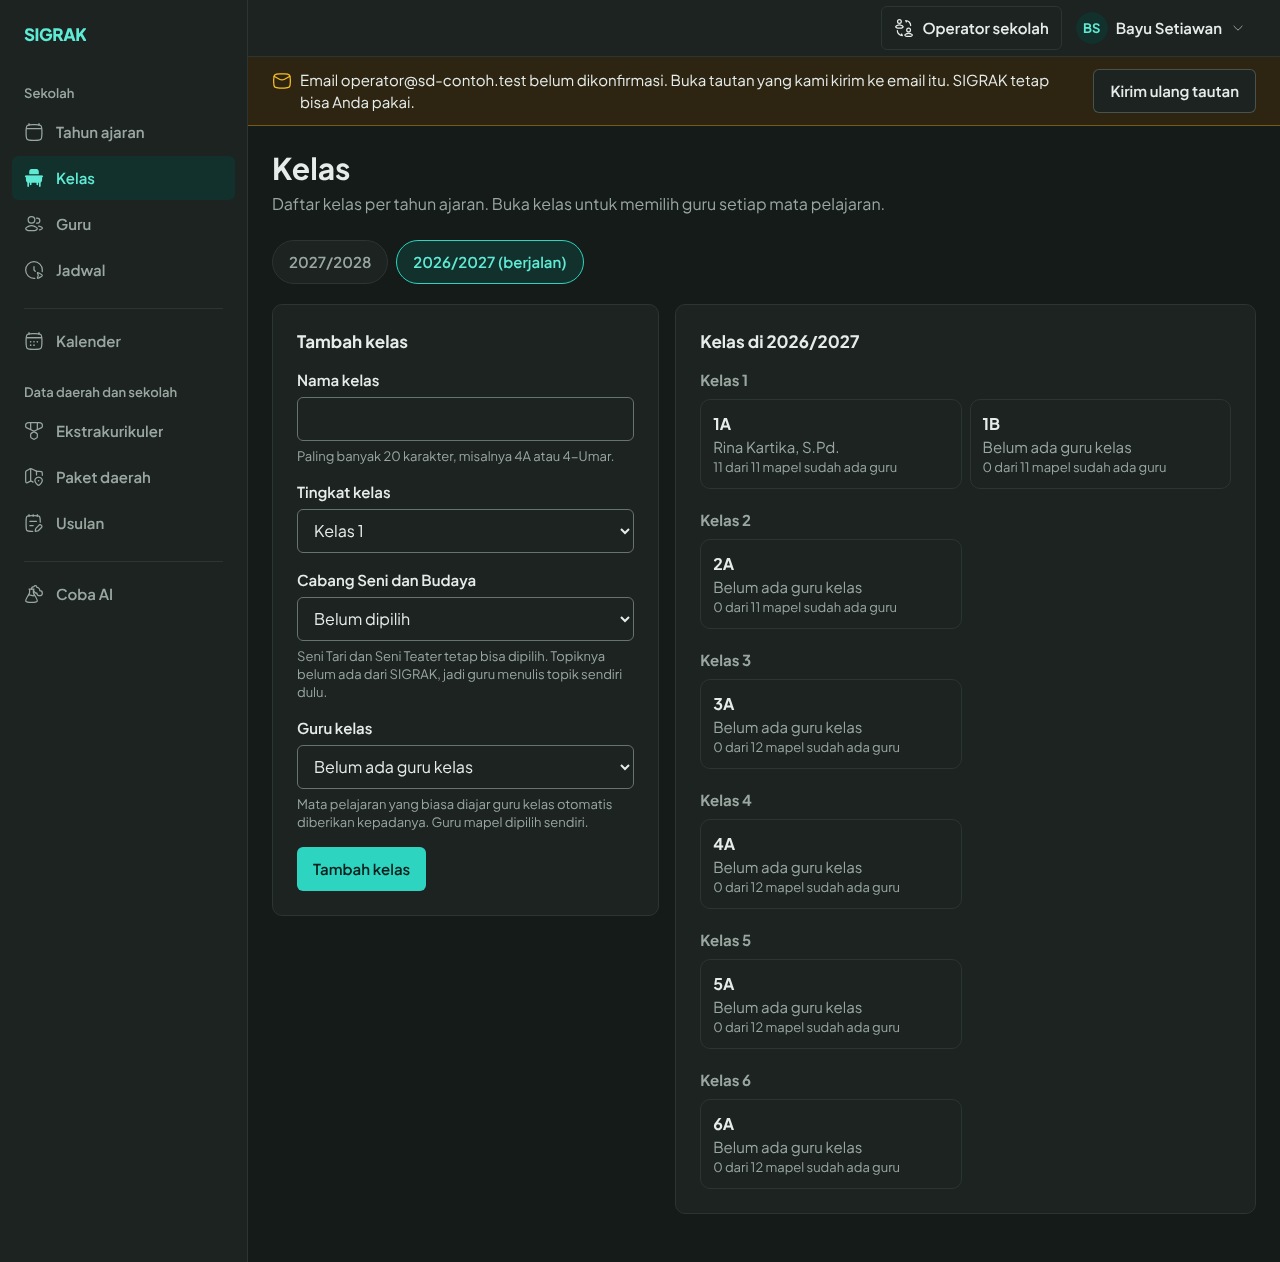 SIGRAK
Sekolah
Tahun ajaran
Kelas
Guru
Jadwal
Kalender
Data daerah dan sekolah
Ekstrakurikuler
Paket daerah
Usulan
Coba AI
Operator sekolah
BS
Bayu Setiawan
Email operator@sd-contoh.test belum dikonfirmasi. Buka tautan yang kami kirim ke email itu. SIGRAK tetap
bisa Anda pakai.
Kirim ulang tautan
Kelas
Daftar kelas per tahun ajaran. Buka kelas untuk memilih guru setiap mata pelajaran.
2027/2028
2026/2027 (berjalan)
Tambah kelas
Nama kelas
Paling banyak 20 karakter, misalnya 4A atau 4-Umar.
Tingkat kelas
Kelas 1
Cabang Seni dan Budaya
Belum dipilih
Seni Tari dan Seni Teater tetap bisa dipilih. Topiknya
belum ada dari SIGRAK, jadi guru menulis topik sendiri
dulu.
Guru kelas
Belum ada guru kelas
Mata pelajaran yang biasa diajar guru kelas otomatis
diberikan kepadanya. Guru mapel dipilih sendiri.
Tambah kelas
Kelas di 2026/2027
Kelas 1
1A
Rina Kartika, S.Pd.
11 dari 11 mapel sudah ada guru
1B
Belum ada guru kelas
0 dari 11 mapel sudah ada guru
Kelas 2
2A
Belum ada guru kelas
0 dari 11 mapel sudah ada guru
Kelas 3
3A
Belum ada guru kelas
0 dari 12 mapel sudah ada guru
Kelas 4
4A
Belum ada guru kelas
0 dari 12 mapel sudah ada guru
Kelas 5
5A
Belum ada guru kelas
0 dari 12 mapel sudah ada guru
Kelas 6
6A
Belum ada guru kelas
0 dari 12 mapel sudah ada guru